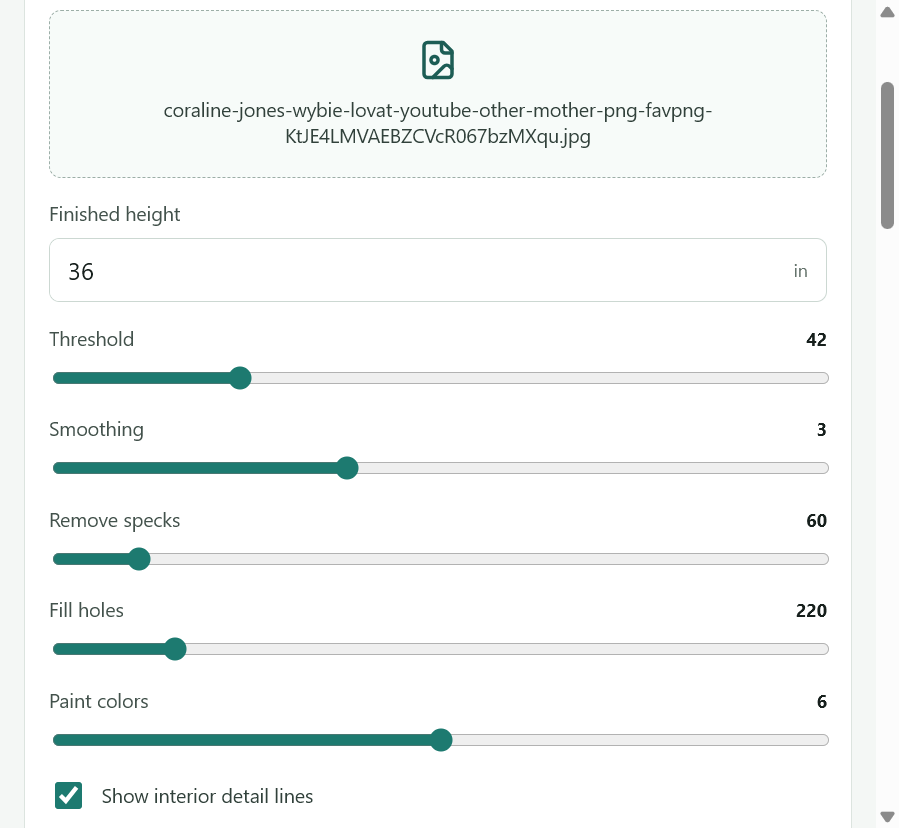 coraline-jones-wybie-lovat-youtube-other-mother-png-favpng-
KtJE4LMVAEBZCVcR067bzMXqu.jpg
Finished height
36 in
Threshold 42
Smoothing 3
Remove specks 60
Fill holes 220
Paint colors 6
Show interior detail lines